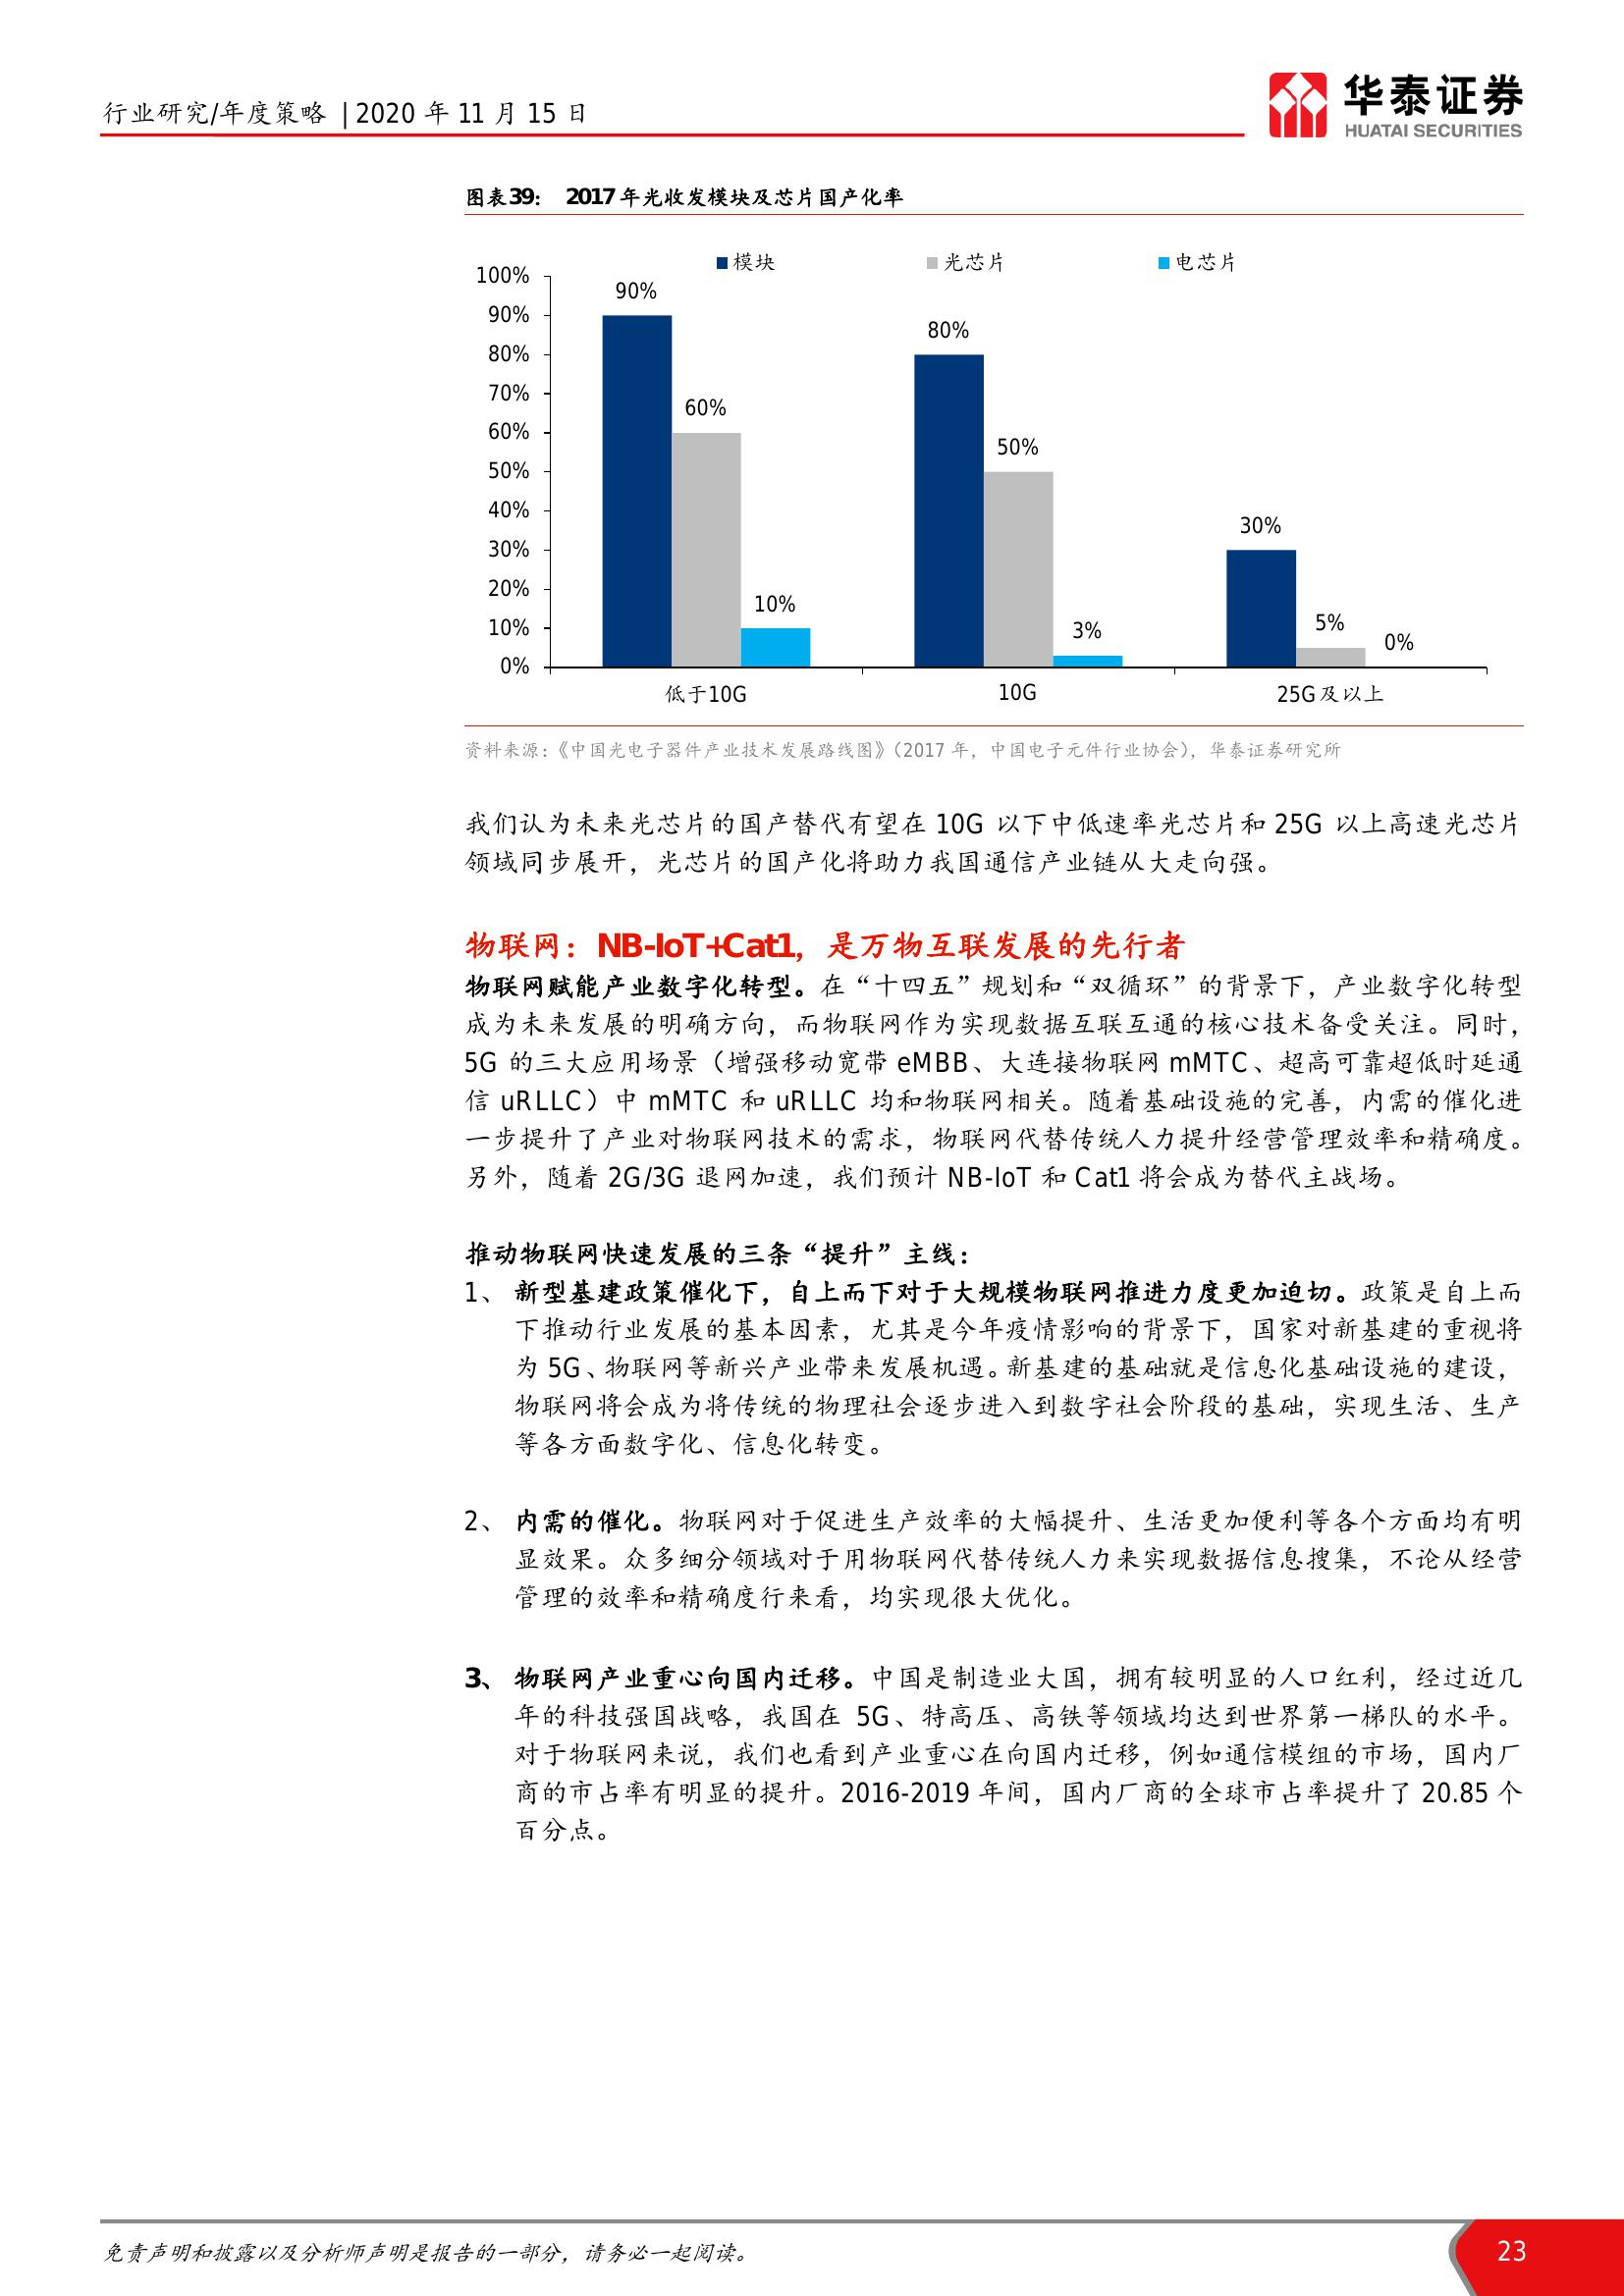 行业研究/年度策略 | 2020 年 11 月 15 日
华泰证券
HUATAI SECURITIES
图表39： 2017年光收发模块及芯片国产化率
模块 光芯片 电芯片
100%
90%
80%
70%
60%
50%
40%
30%
20%
10%
0%
90% 60% 10%
80% 50% 3%
30% 5% 0%
低于10G 10G 25G及以上
资料来源：《中国光电子器件产业技术发展路线图》（2017 年，中国电子元件行业协会），华泰证券研究所
我们认为未来光芯片的国产替代有望在 10G 以下中低速率光芯片和 25G 以上高速光芯片
领域同步展开，光芯片的国产化将助力我国通信产业链从大走向强。
物联网：NB-IoT+Cat1，是万物互联发展的先行者
物联网赋能产业数字化转型。在“十四五”规划和“双循环”的背景下，产业数字化转型
成为未来发展的明确方向，而物联网作为实现数据互联互通的核心技术备受关注。同时，
5G 的三大应用场景（增强移动宽带 eMBB、大连接物联网 mMTC、超高可靠超低时延通
信 uRLLC）中 mMTC 和 uRLLC 均和物联网相关。随着基础设施的完善，内需的催化进
一步提升了产业对物联网技术的需求，物联网代替传统人力提升经营管理效率和精确度。
另外，随着 2G/3G 退网加速，我们预计 NB-IoT 和 Cat1 将会成为替代主战场。
推动物联网快速发展的三条“提升”主线：
1、 新型基建政策催化下，自上而下对于大规模物联网推进力度更加迫切。政策是自上而
下推动行业发展的基本因素，尤其是今年疫情影响的背景下，国家对新基建的重视将
为 5G、物联网等新兴产业带来发展机遇。新基建的基础就是信息化基础设施的建设，
物联网将会成为将传统的物理社会逐步进入到数字社会阶段的基础，实现生活、生产
等各方面数字化、信息化转变。
2、 内需的催化。物联网对于促进生产效率的大幅提升、生活更加便利等各个方面均有明
显效果。众多细分领域对于用物联网代替传统人力来实现数据信息搜集，不论从经营
管理的效率和精确度行来看，均实现很大优化。
3、 物联网产业重心向国内迁移。中国是制造业大国，拥有较明显的人口红利，经过近几
年的科技强国战略，我国在 5G、特高压、高铁等领域均达到世界第一梯队的水平。
对于物联网来说，我们也看到产业重心在向国内迁移，例如通信模组的市场，国内厂
商的市占率有明显的提升。2016-2019 年间，国内厂商的全球市占率提升了 20.85 个
百分点。
免责声明和披露以及分析师声明是报告的一部分，请务必一起阅读。
23